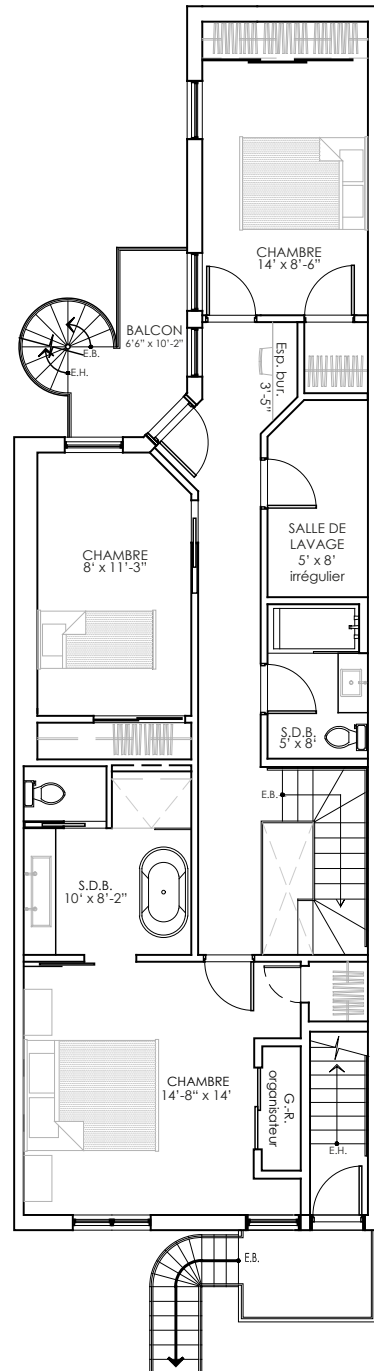 CHAMBRE
14' x 8'-6"
BALCON
6'6" x 10'-2"
E.B.
E.H.
Esp. bur.
3'-5"
CHAMBRE
8' x 11'-3"
SALLE DE
LAVAGE
5' x 8'
irrégulier
S.D.B.
5' x 8'
E.B.
S.D.B.
10' x 8'-2"
CHAMBRE
14'-8" x 14'
G.-R.
organisateur
E.H.
E.B.